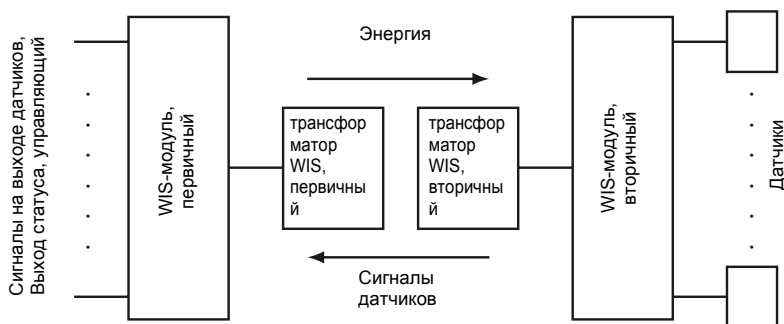 Сигналы на выходе датчиков,
Выход статуса, управляющий
WIS-модуль,
первичный
Энергия
трансфор
матор
WIS,
первичны
й
трансфор
матор
WIS,
вторичны
й
Сигналы
датчиков
WIS-модуль,
вторичный
Датчики